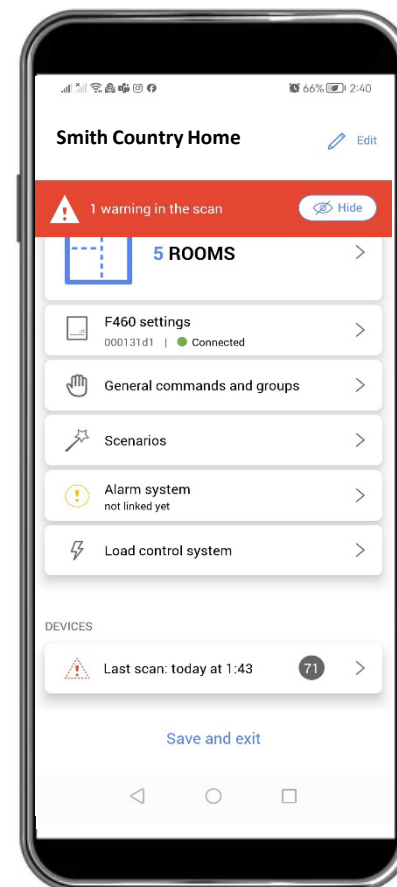 66% 2:40
Smith Country Home
Edit
1 warning in the scan
Hide
5 ROOMS
F460 settings
000131d1 | Connected
General commands and groups
Scenarios
Alarm system
not linked yet
Load control system
DEVICES
Last scan: today at 1:43 71
Save and exit